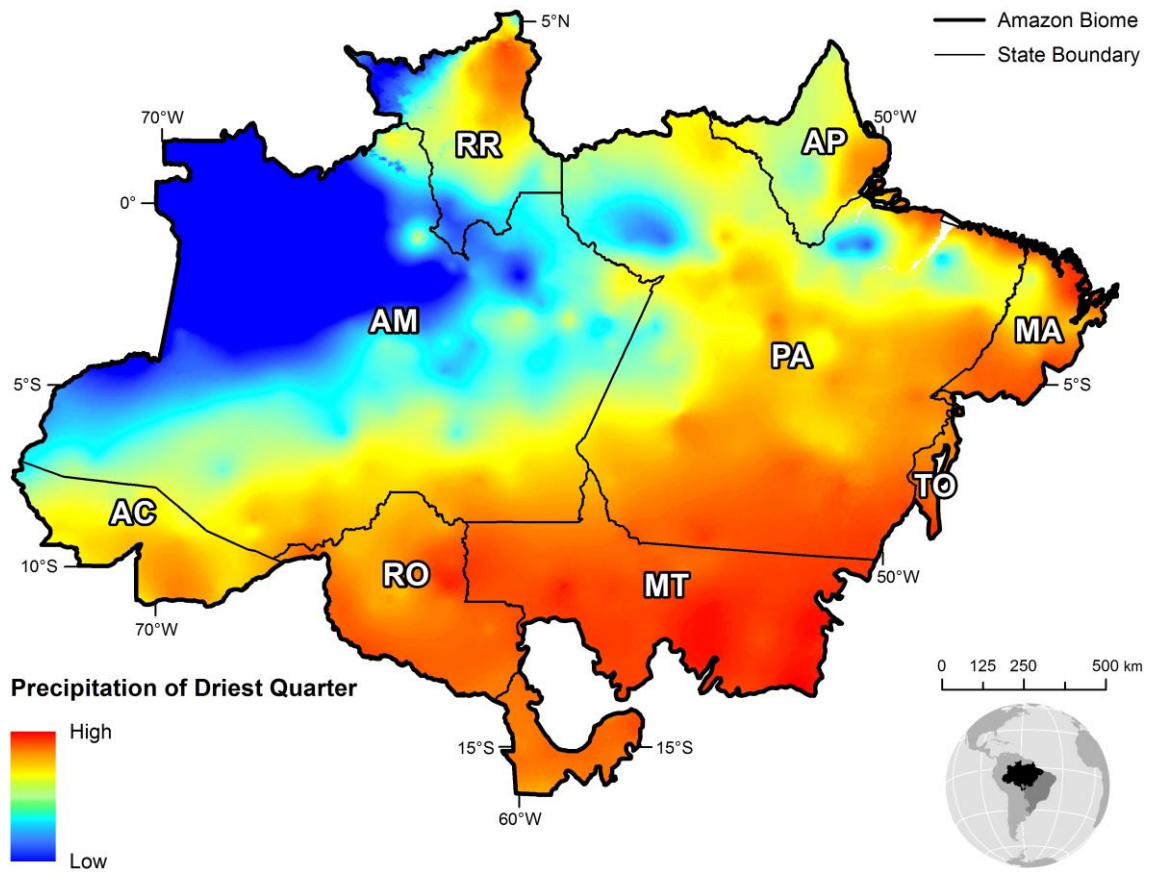 5°N
Amazon Biome
State Boundary
70°W
50°W
RR
AP
0°
AM
PA
MA
5°S
5°S
TO
AC
10°S
RO
MT
50°W
70°W
0 125 250 500 km
Precipitation of Driest Quarter
High
Low
15°S
15°S
60°W